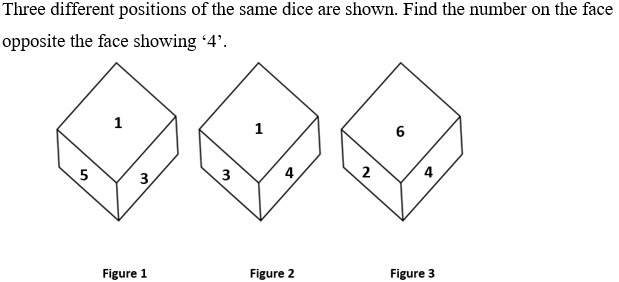 Three different positions of the same dice are shown. Find the number on the face
opposite the face showing ‘4’.
1
5
3
1
3
4
6
2
4
Figure 1
Figure 2
Figure 3